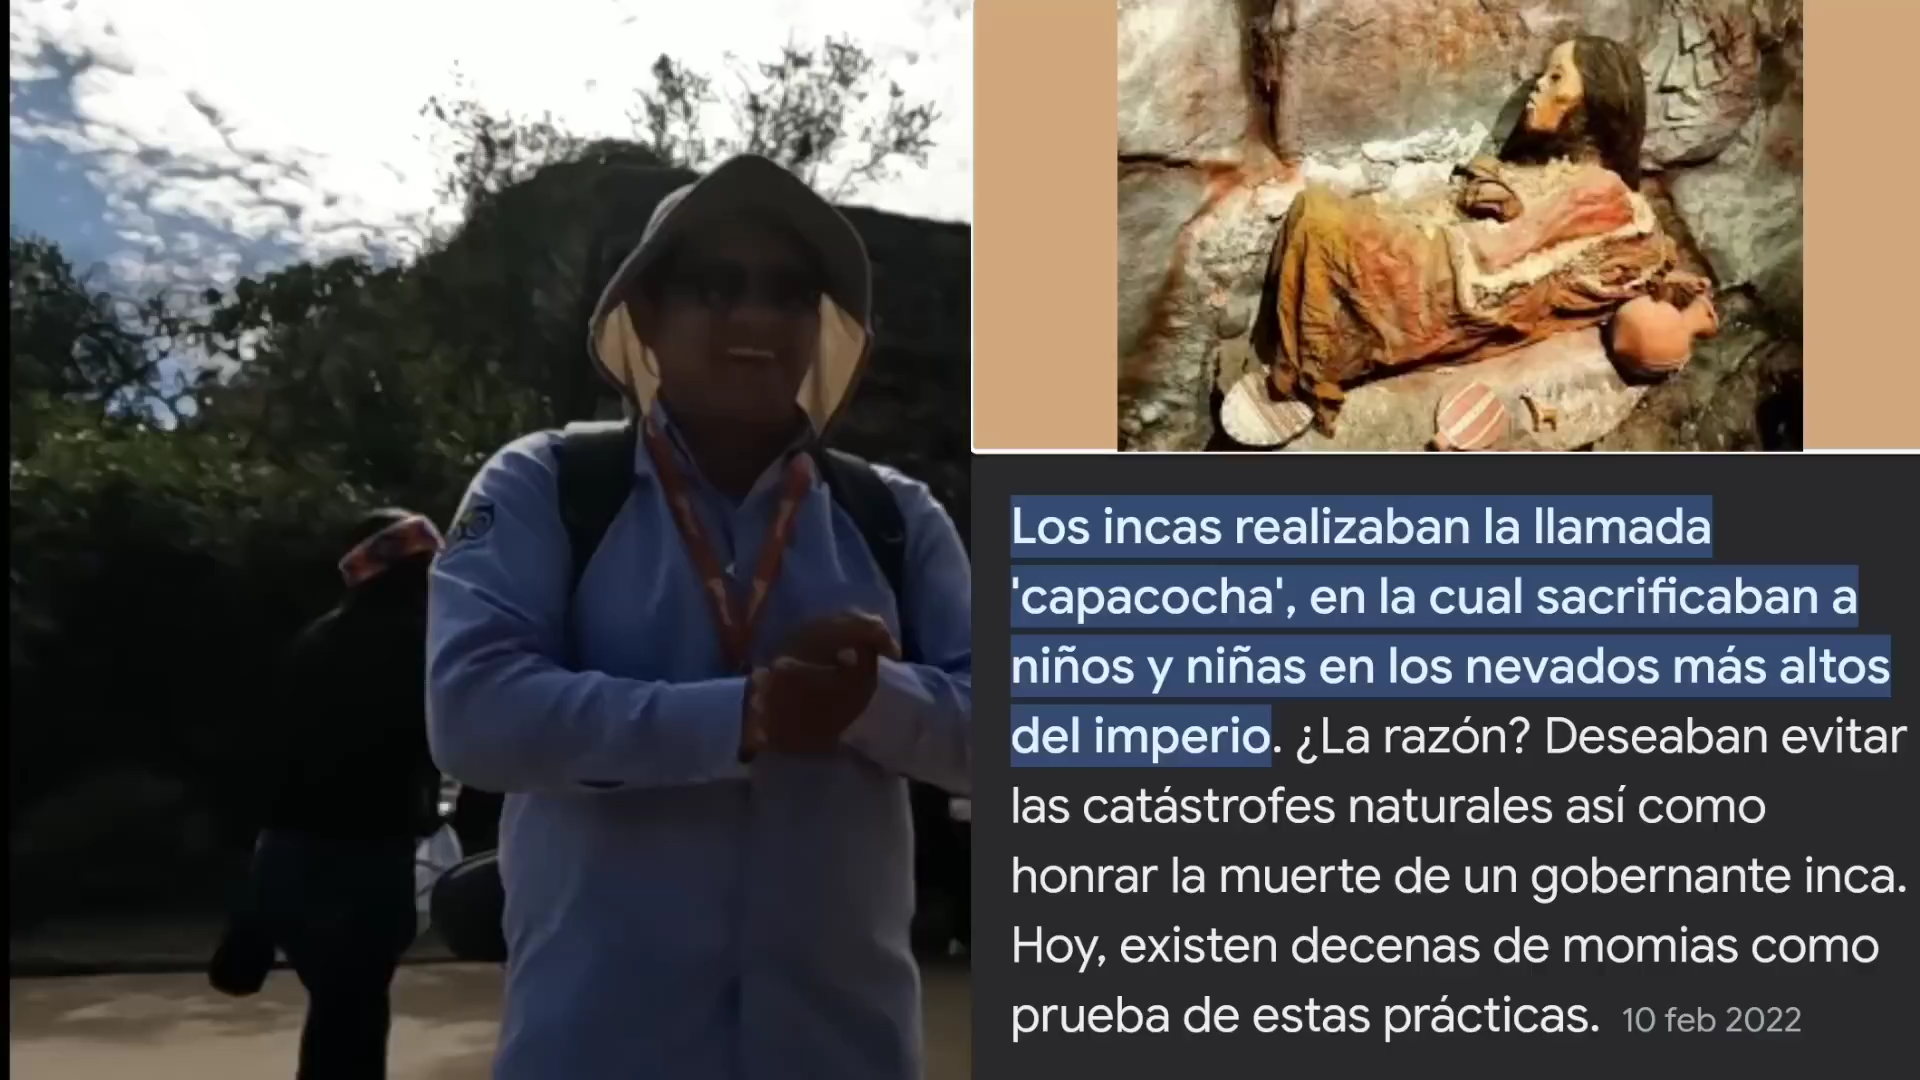 Los incas realizaban la llamada
'capacocha', en la cual sacrificaban a
niños y niñas en los nevados más altos
del imperio. ¿La razón? Deseaban evitar
las catástrofes naturales así como
honrar la muerte de un gobernante inca.
Hoy, existen decenas de momias como
prueba de estas prácticas. 10 feb 2022